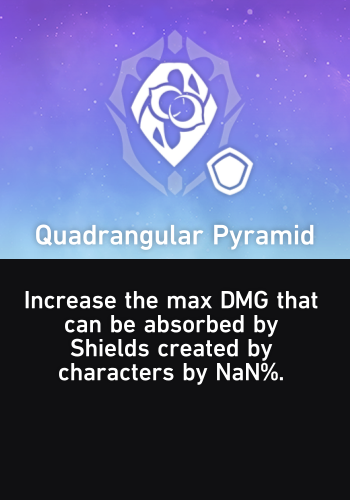 Quadrangular Pyramid
Increase the max DMG that
can be absorbed by
Shields created by
characters by NaN%.